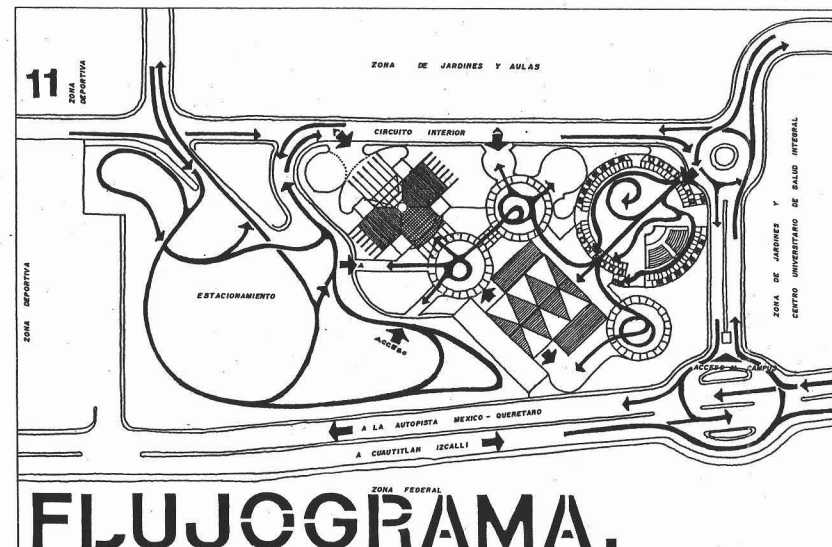 11
ZONA
DEPORTIVA
ZONA DE JARDINES Y AULAS
CIRCUITO INTERIOR
ZONA DE JARDINES Y
CENTRO UNIVERSITARIO DE SALUD INTEGRAL
ZONA DEPORTIVA
ESTACIONAMIENTO
ACCESO
ACCESO AL CAMPUS
A LA AUTOPISTA MEXICO - QUERETARO
A CUAUTITLAN IZCALLI
ZONA FEDERAL
FLUJOGRAMA.